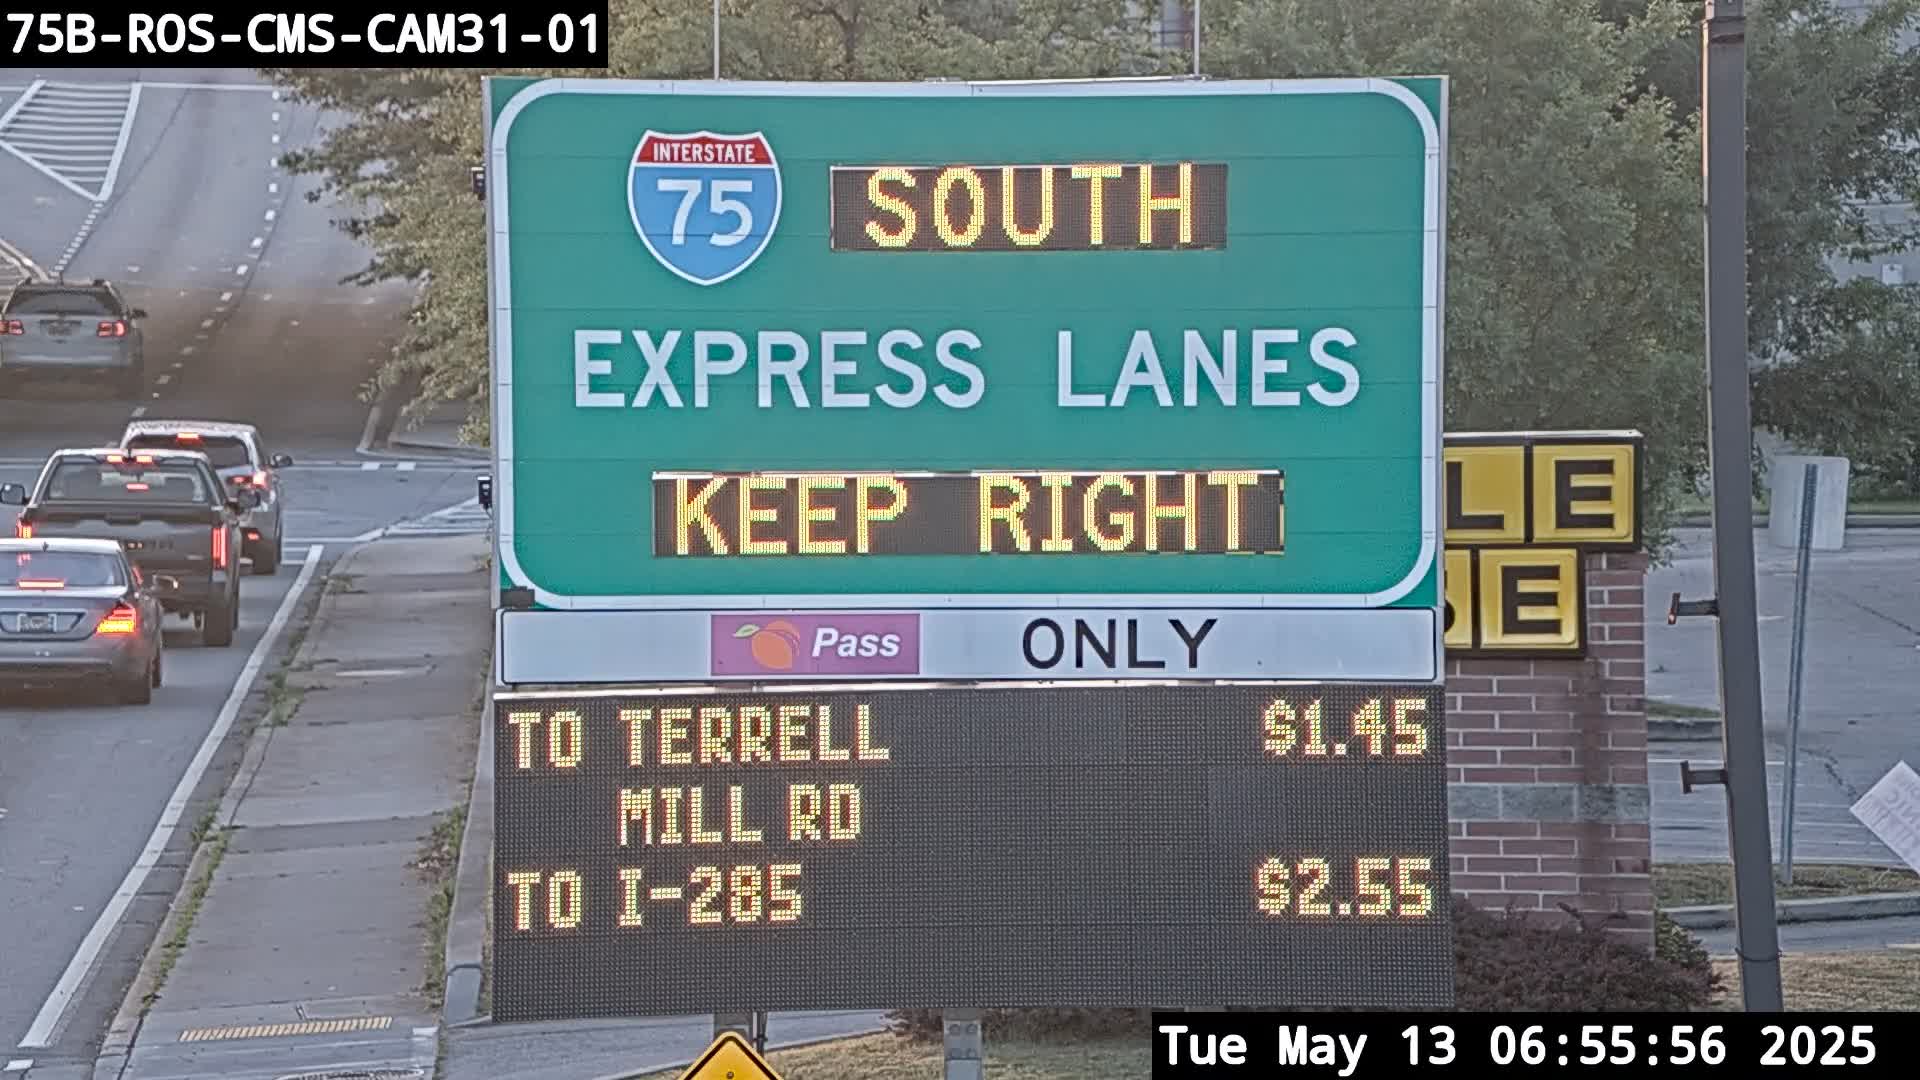 75B-ROS-CMS-CAM31-01
INTERSTATE
75
SOUTH
EXPRESS LANES
KEEP RIGHT
Pass
ONLY
TO TERRELL $1.45
MILL RD
TO I-285 $2.55
LE
E
Tue May 13 06:55:56 2025